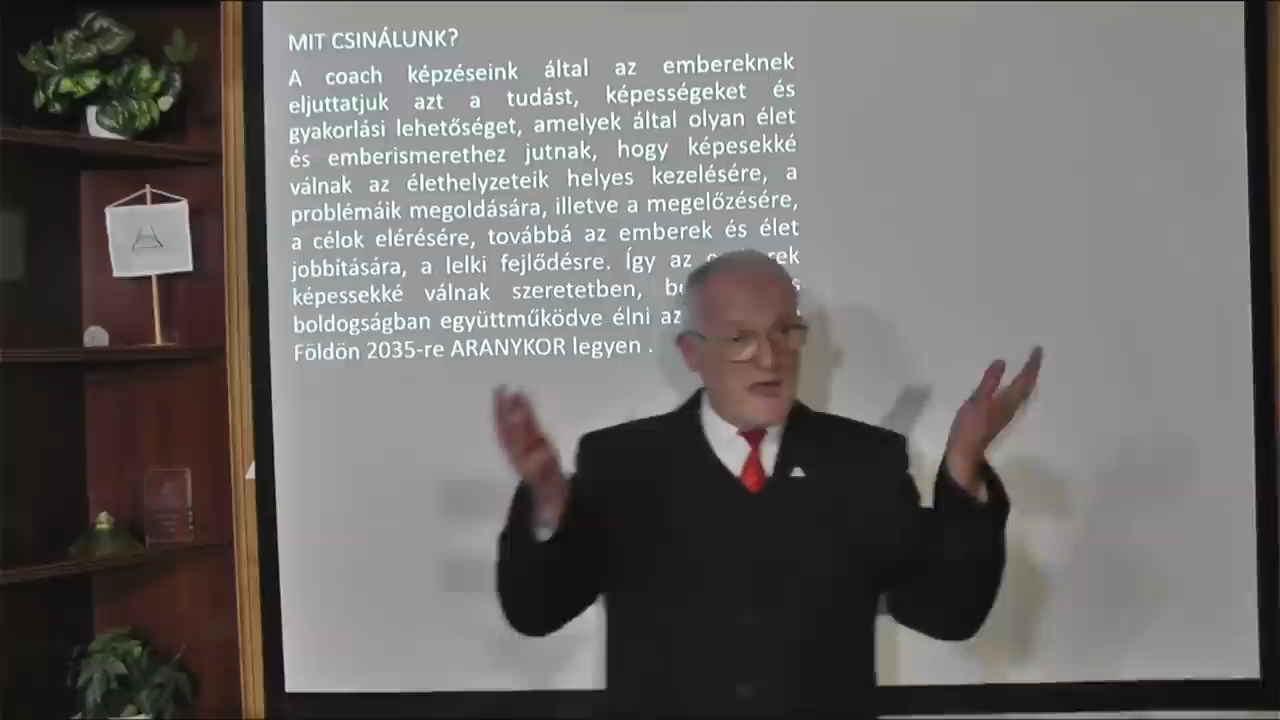 MIT CSINÁLUNK?
A coach képzéseink által az embereknek
eljuttatjuk azt a tudást, képességeket és
gyakorlási lehetőséget, amelyek által olyan élet
és emberismerethez jutnak, hogy képesekké
válnak az élethelyzeteik helyes kezelésére, a
problémáik megoldására, illetve a megelőzésére,
a célok elérésére, továbbá az emberek és élet
jobbítására, a lelki fejlődésre. Így az
képessekké válnak szeretetben,
boldogságban együttműködve élni az
Földön 2035-re ARANYKOR legyen .